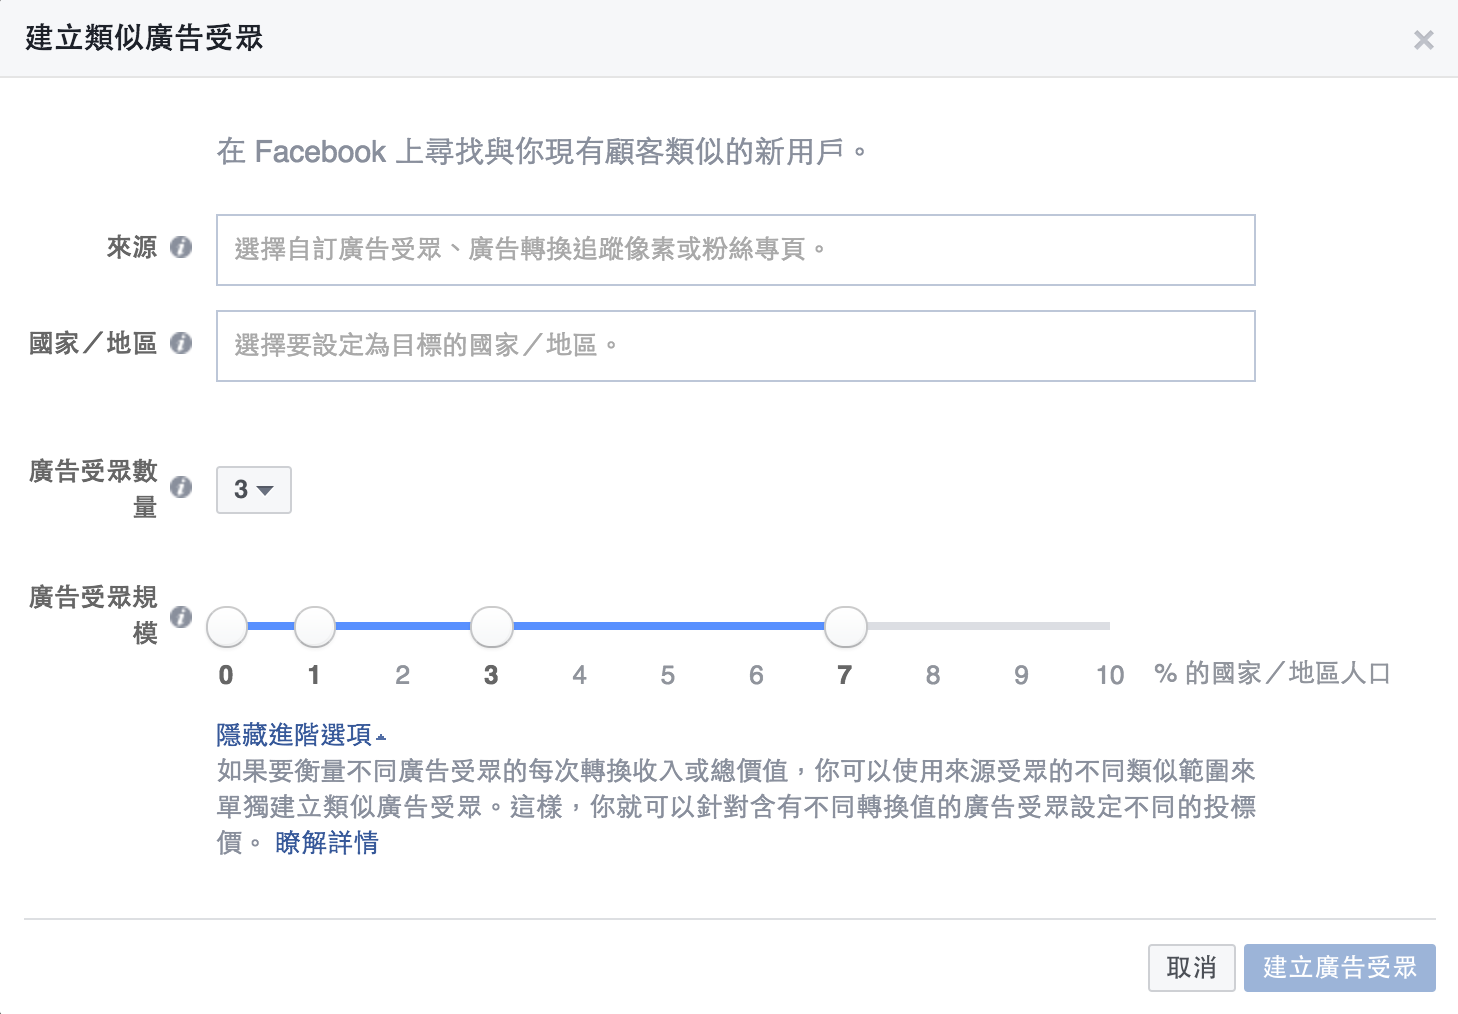 建立類似廣告受眾
在 Facebook 上尋找與你現有顧客類似的新用戶。
來源
選擇自訂廣告受眾、廣告轉換追蹤像素或粉絲專頁。
國家／地區
選擇要設定為目標的國家／地區。
廣告受眾數
量
3
廣告受眾規
模
0 1 2 3 4 5 6 7 8 9 10 % 的國家／地區人口
隱藏進階選項
如果要衡量不同廣告受眾的每次轉換收入或總價值，你可以使用來源受眾的不同類似範圍來
單獨建立類似廣告受眾。這樣，你就可以針對含有不同轉換值的廣告受眾設定不同的投標
價。 瞭解詳情
取消 建立廣告受眾